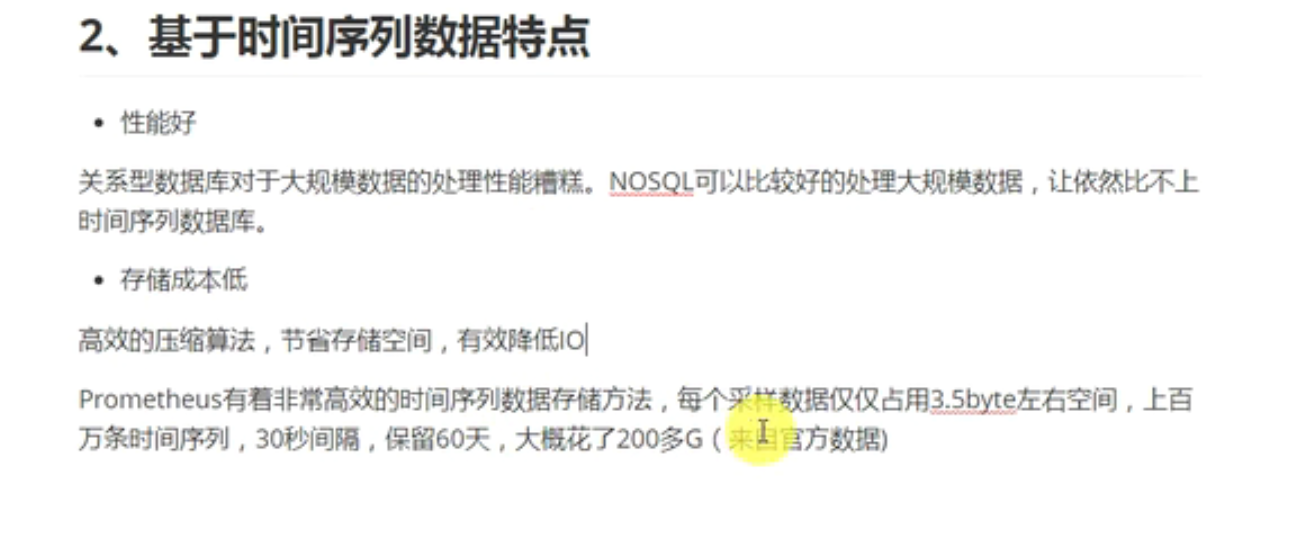 2、基于时间序列数据特点
• 性能好
关系型数据库对于大规模数据的处理性能糟糕。NOSQL可以比较好的处理大规模数据，让依然比不上
时间序列数据库。
• 存储成本低
高效的压缩算法，节省存储空间，有效降低IO
Prometheus有着非常高效的时间序列数据存储方法，每个采样数据仅仅占用3.5byte左右空间，上百
万条时间序列，30秒间隔，保留60天，大概花了200多G（来自官方数据)